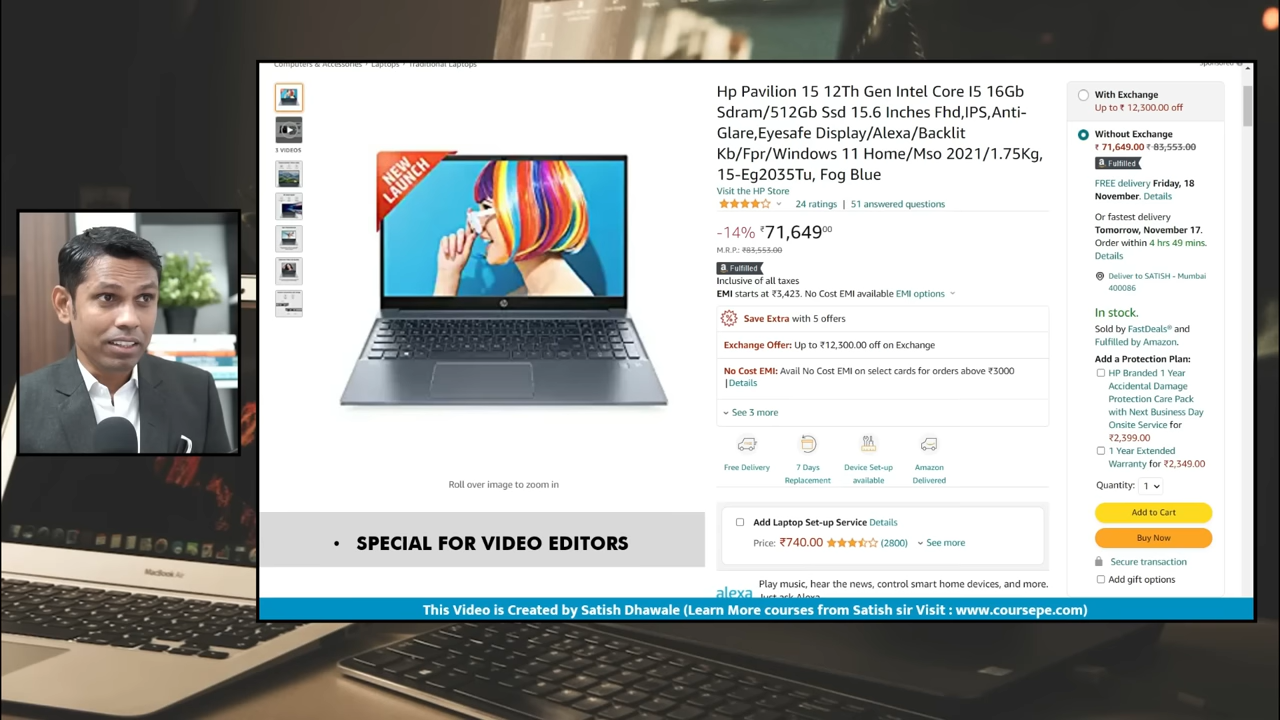 Computers & Accessories › Laptops › Traditional Laptops
Sponsored
NEW
LAUNCH
3 VIDEOS
Roll over image to zoom in
• SPECIAL FOR VIDEO EDITORS
Hp Pavilion 15 12Th Gen Intel Core I5 16Gb
Sdram/512Gb Ssd 15.6 Inches Fhd,IPS,Anti-
Glare,Eyesafe Display/Alexa/Backlit
Kb/Fpr/Windows 11 Home/Mso 2021/1.75Kg,
15-Eg2035Tu, Fog Blue
Visit the HP Store
24 ratings | 51 answered questions
-14% ₹71,649.00
M.R.P.: ₹83,553.00
Fulfilled
Inclusive of all taxes
EMI starts at ₹3,423. No Cost EMI available EMI options
Save Extra with 5 offers
Exchange Offer: Up to ₹12,300.00 off on Exchange
No Cost EMI: Avail No Cost EMI on select cards for orders above ₹3000
|Details
See 3 more
Free Delivery
7 Days
Replacement
Device Set-up
available
Amazon
Delivered
Add Laptop Set-up Service Details
Price: ₹740.00 (2800) See more
alexa
Play music, hear the news, control smart home devices, and more.
Just ask Alexa.
With Exchange
Up to ₹ 12,300.00 off
Without Exchange
₹ 71,649.00 ₹ 83,553.00
Fulfilled
FREE delivery Friday, 18
November. Details
Or fastest delivery
Tomorrow, November 17.
Order within 4 hrs 49 mins.
Details
Deliver to SATISH - Mumbai
400086
In stock.
Sold by FastDeals® and
Fulfilled by Amazon.
Add a Protection Plan:
HP Branded 1 Year
Accidental Damage
Protection Care Pack
with Next Business Day
Onsite Service for
₹2,399.00
1 Year Extended
Warranty for ₹2,349.00
Quantity: 1
Add to Cart
Buy Now
Secure transaction
Add gift options
This Video is Created by Satish Dhawale (Learn More courses from Satish sir Visit : www.coursepe.com)
MacBook Air